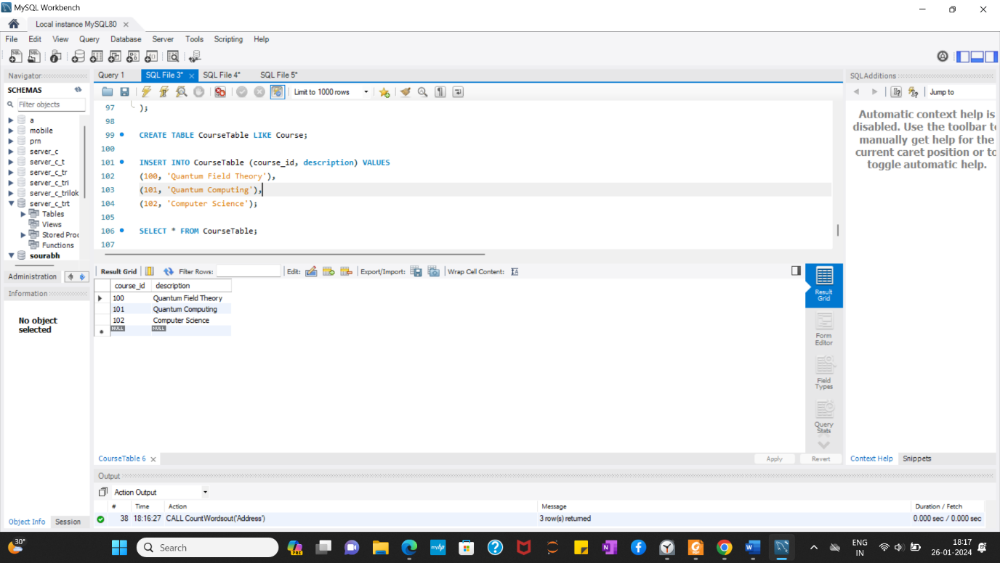 MySQL Workbench
Local instance MySQL80
File Edit View Query Database Server Tools Scripting Help
Navigator
SCHEMAS
Filter objects
a
mobile
prn
server_c
server_c_t
server_c_tr
server_c_tri
server_c_trilok
server_c_trt
Tables
Views
Stored Proc
Functions
sourabh
Administration
Information
No object
selected
Object Info Session
Query 1 SQL File 3* SQL File 4* SQL File 5*
Limit to 1000 rows
97 );
98
99 CREATE TABLE CourseTable LIKE Course;
100
101 INSERT INTO CourseTable (course_id, description) VALUES
102 (100, 'Quantum Field Theory'),
103 (101, 'Quantum Computing'),
104 (102, 'Computer Science');
105
106 SELECT * FROM CourseTable;
107
Result Grid Filter Rows: Edit: Export/Import: Wrap Cell Content:
course_id description
100 Quantum Field Theory
101 Quantum Computing
102 Computer Science
NULL NULL
Result
Grid
Form
Editor
Field
Types
Query
Stats
CourseTable 6 Apply Revert
SQLAdditions
Jump to
Automatic context help is
disabled. Use the toolbar to
manually get help for the
current caret position or to
toggle automatic help.
Context Help Snippets
Output
Action Output
# Time Action Message Duration / Fetch
38 18:16:27 CALL CountWordsout('Address') 3 row(s) returned 0.000 sec / 0.000 sec
30°
Search
PRE
myhp
ENG
IN
18:17
26-01-2024